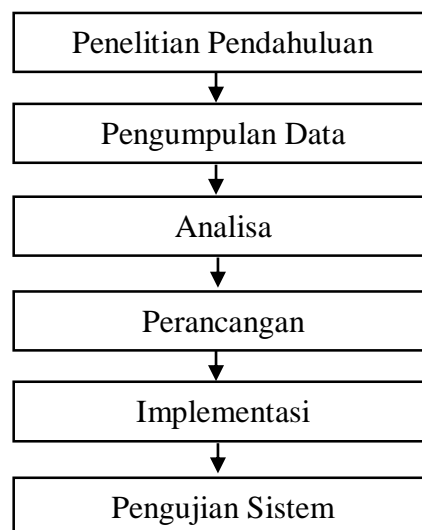 Penelitian Pendahuluan
Pengumpulan Data
Analisa
Perancangan
Implementasi
Pengujian Sistem